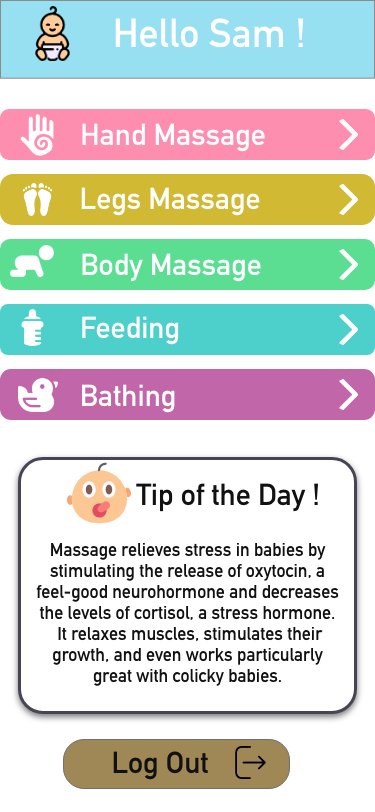 Hello Sam !
Hand Massage
Legs Massage
Body Massage
Feeding
Bathing
Tip of the Day !
Massage relieves stress in babies by
stimulating the release of oxytocin, a
feel-good neurohormone and decreases
the levels of cortisol, a stress hormone.
It relaxes muscles, stimulates their
growth, and even works particularly
great with colicky babies.
Log Out